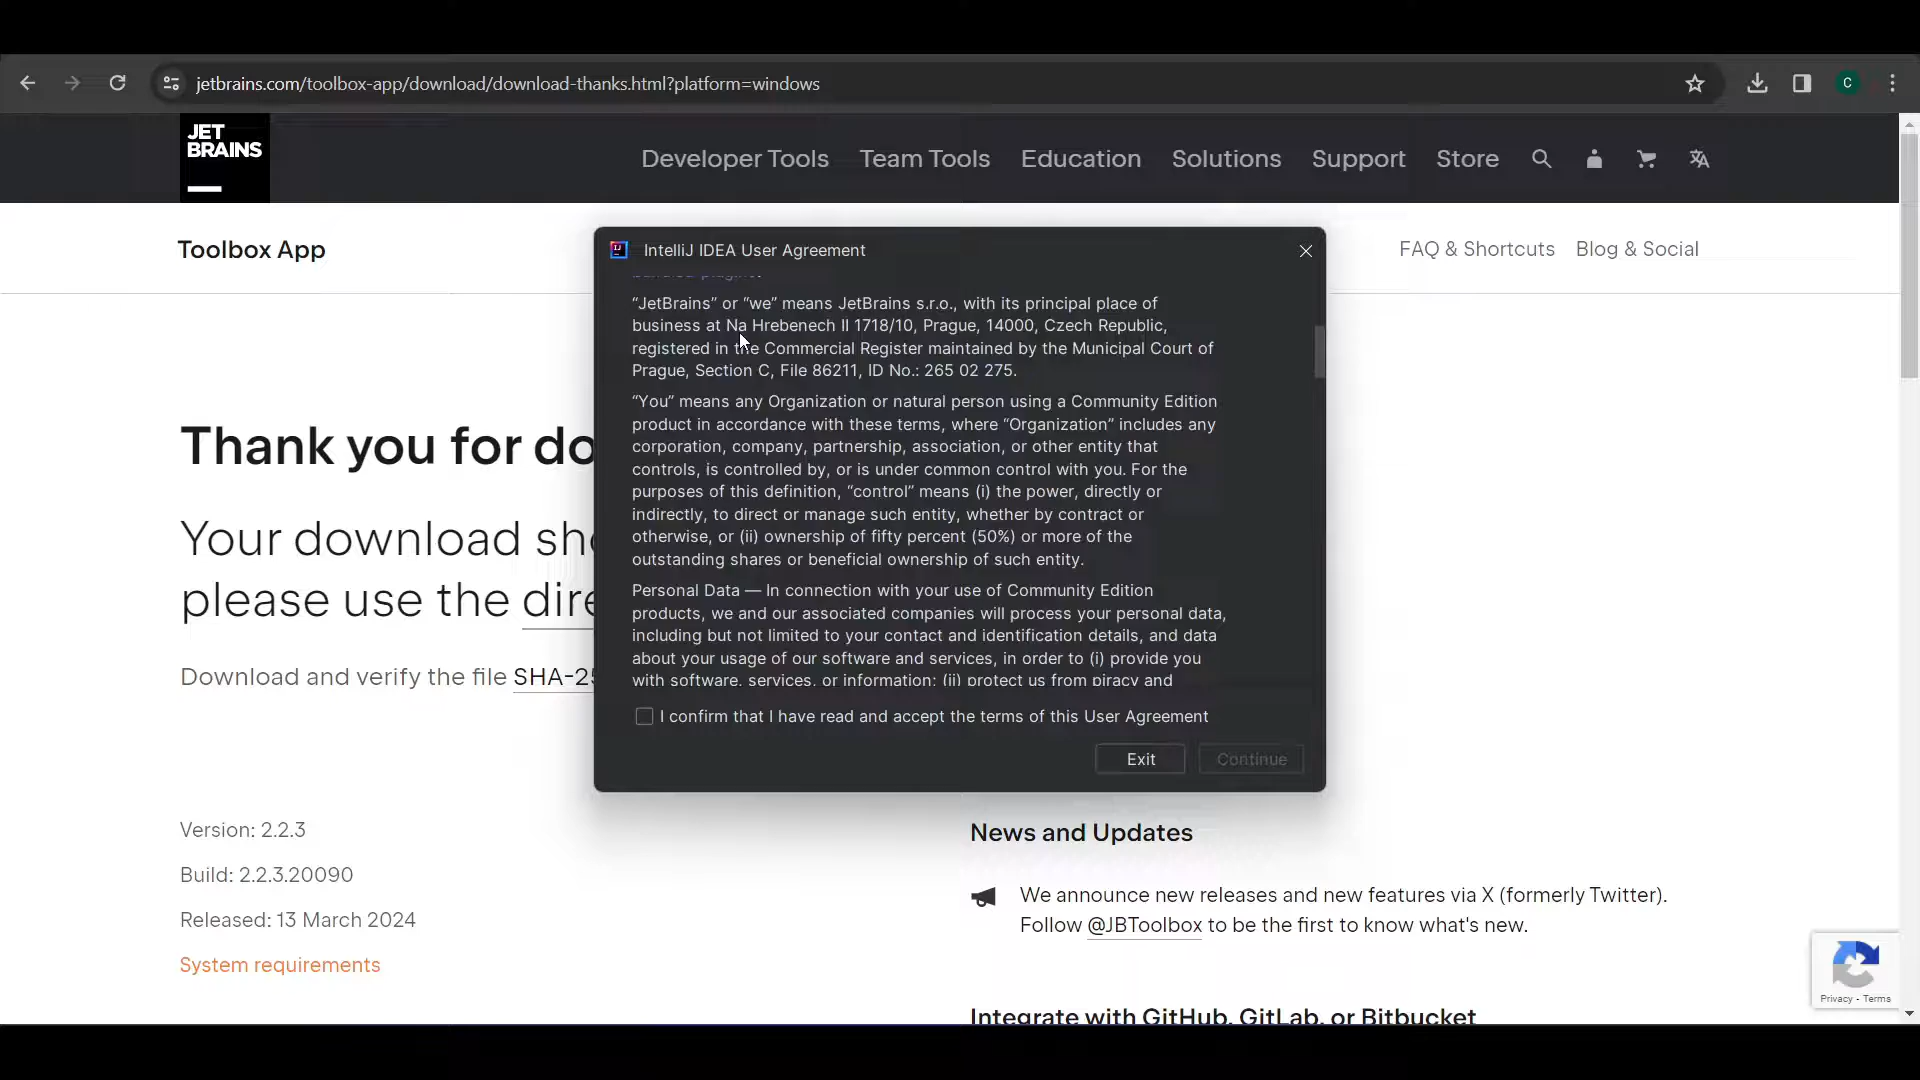 jetbrains.com/toolbox-app/download/download-thanks.html?platform=windows
C
JET
BRAINS
Developer Tools
Team Tools
Education
Solutions
Support
Store
Toolbox App
FAQ & Shortcuts
Blog & Social
IntelliJ IDEA User Agreement
“JetBrains” or “we” means JetBrains s.r.o., with its principal place of
business at Na Hrebenech II 1718/10, Prague, 14000, Czech Republic,
registered in the Commercial Register maintained by the Municipal Court of
Prague, Section C, File 86211, ID No.: 265 02 275.
“You” means any Organization or natural person using a Community Edition
product in accordance with these terms, where “Organization” includes any
corporation, company, partnership, association, or other entity that
controls, is controlled by, or is under common control with you. For the
purposes of this definition, “control” means (i) the power, directly or
indirectly, to direct or manage such entity, whether by contract or
otherwise, or (ii) ownership of fifty percent (50%) or more of the
outstanding shares or beneficial ownership of such entity.
Personal Data — In connection with your use of Community Edition
products, we and our associated companies will process your personal data,
including but not limited to your contact and identification details, and data
about your usage of our software and services, in order to (i) provide you
with software, services, or information; (ii) protect us from piracy and
I confirm that I have read and accept the terms of this User Agreement
Exit
Continue
Thank you for do
Your download sh
please use the dire
Download and verify the file SHA-25
Version: 2.2.3
Build: 2.2.3.20090
Released: 13 March 2024
System requirements
News and Updates
We announce new releases and new features via X (formerly Twitter).
Follow @JBToolbox to be the first to know what's new.
Integrate with GitHub, GitLab, or Bitbucket
Privacy - Terms